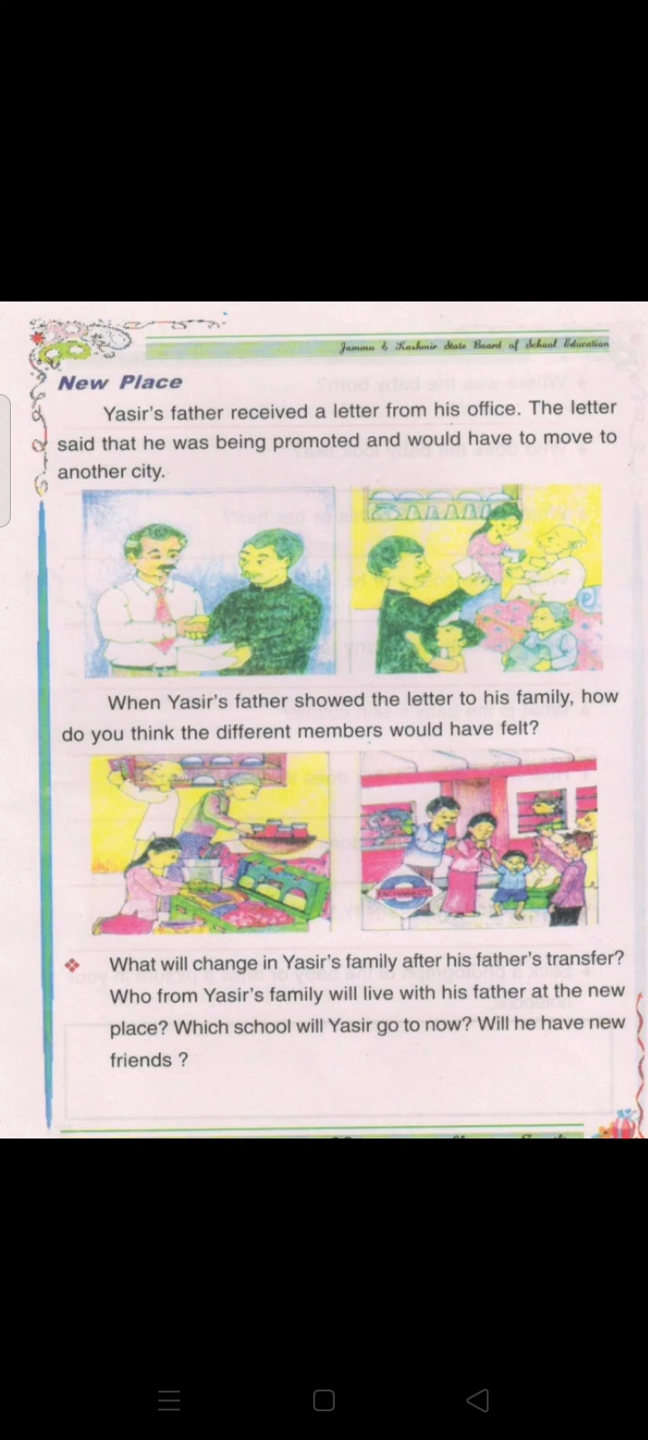 Jammu & Kashmir State Board of School Education
New Place
Yasir's father received a letter from his office. The letter
said that he was being promoted and would have to move to
another city.
When Yasir's father showed the letter to his family, how
do you think the different members would have felt?
❖ What will change in Yasir's family after his father's transfer?
Who from Yasir's family will live with his father at the new
place? Which school will Yasir go to now? Will he have new
friends ?